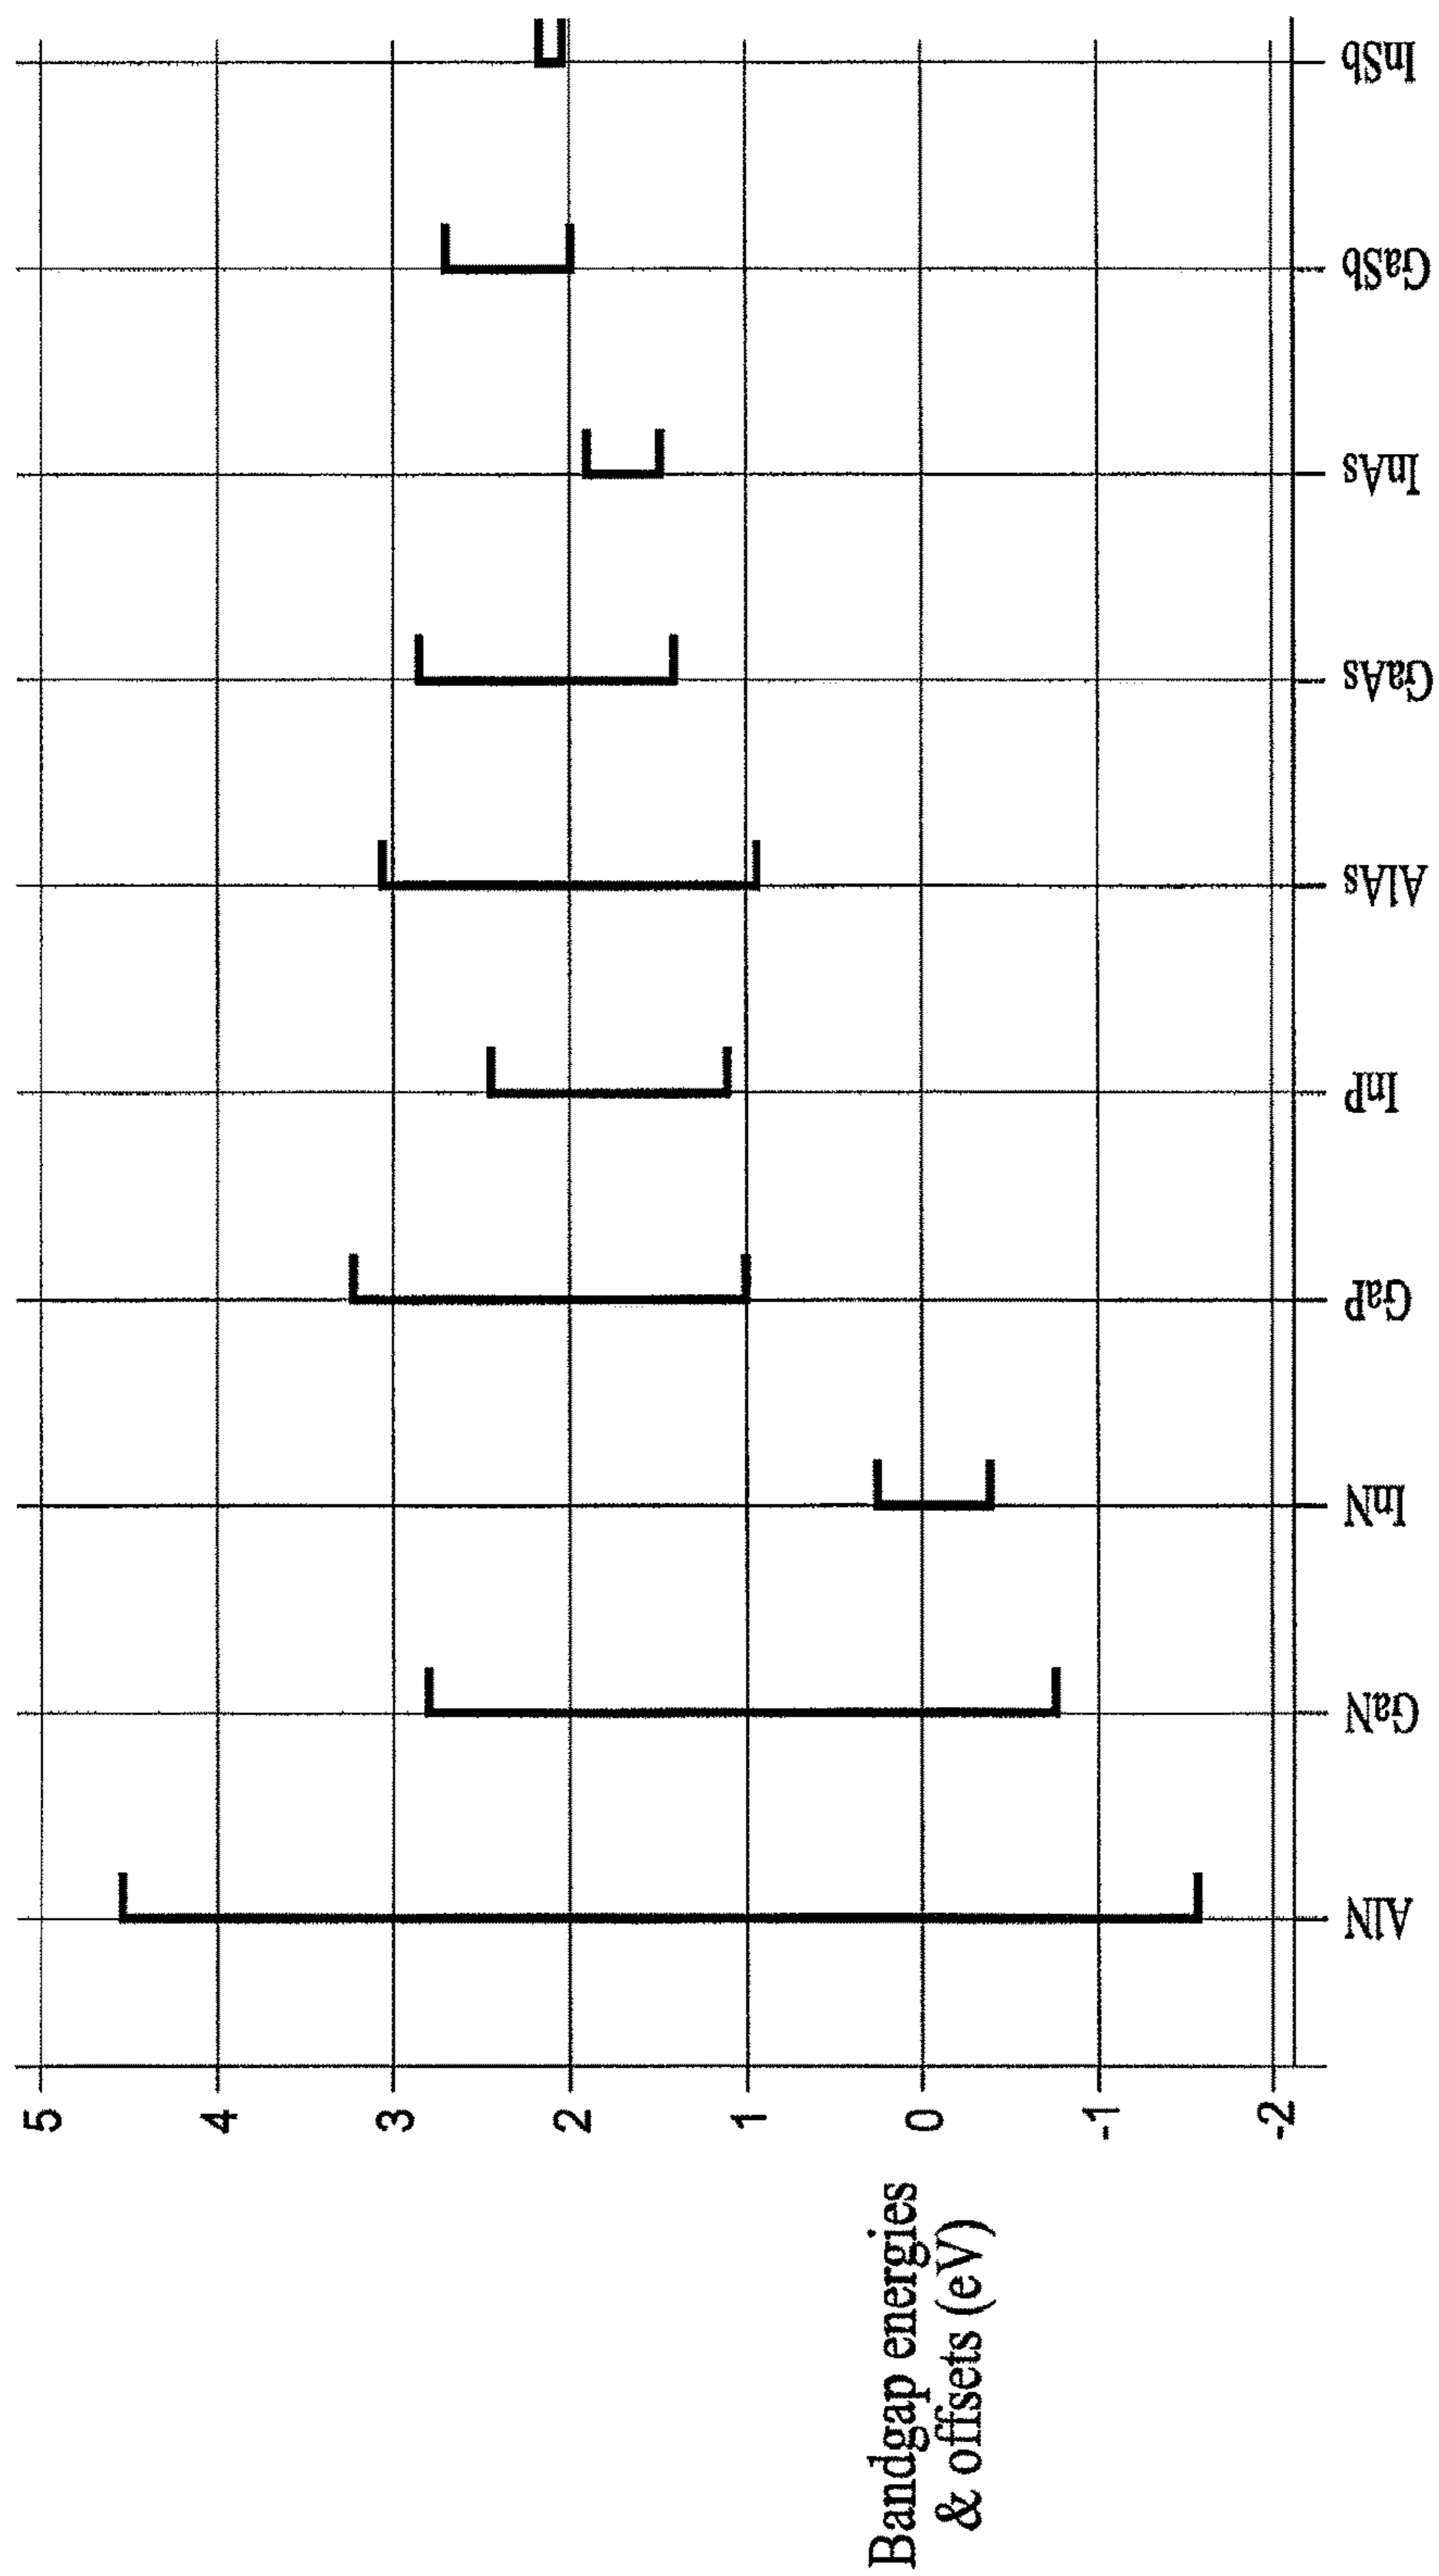 5
4
3
2
1
0
-1
-2
Bandgap energies
& offsets (eV)
AlN
GaN
InN
GaP
InP
AlAs
GaAs
InAs
GaSb
InSb